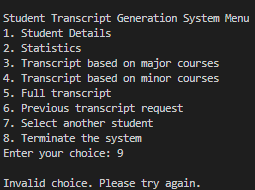 Student Transcript Generation System Menu
1. Student Details
2. Statistics
3. Transcript based on major courses
4. Transcript based on minor courses
5. Full transcript
6. Previous transcript request
7. Select another student
8. Terminate the system
Enter your choice: 9
Invalid choice. Please try again.